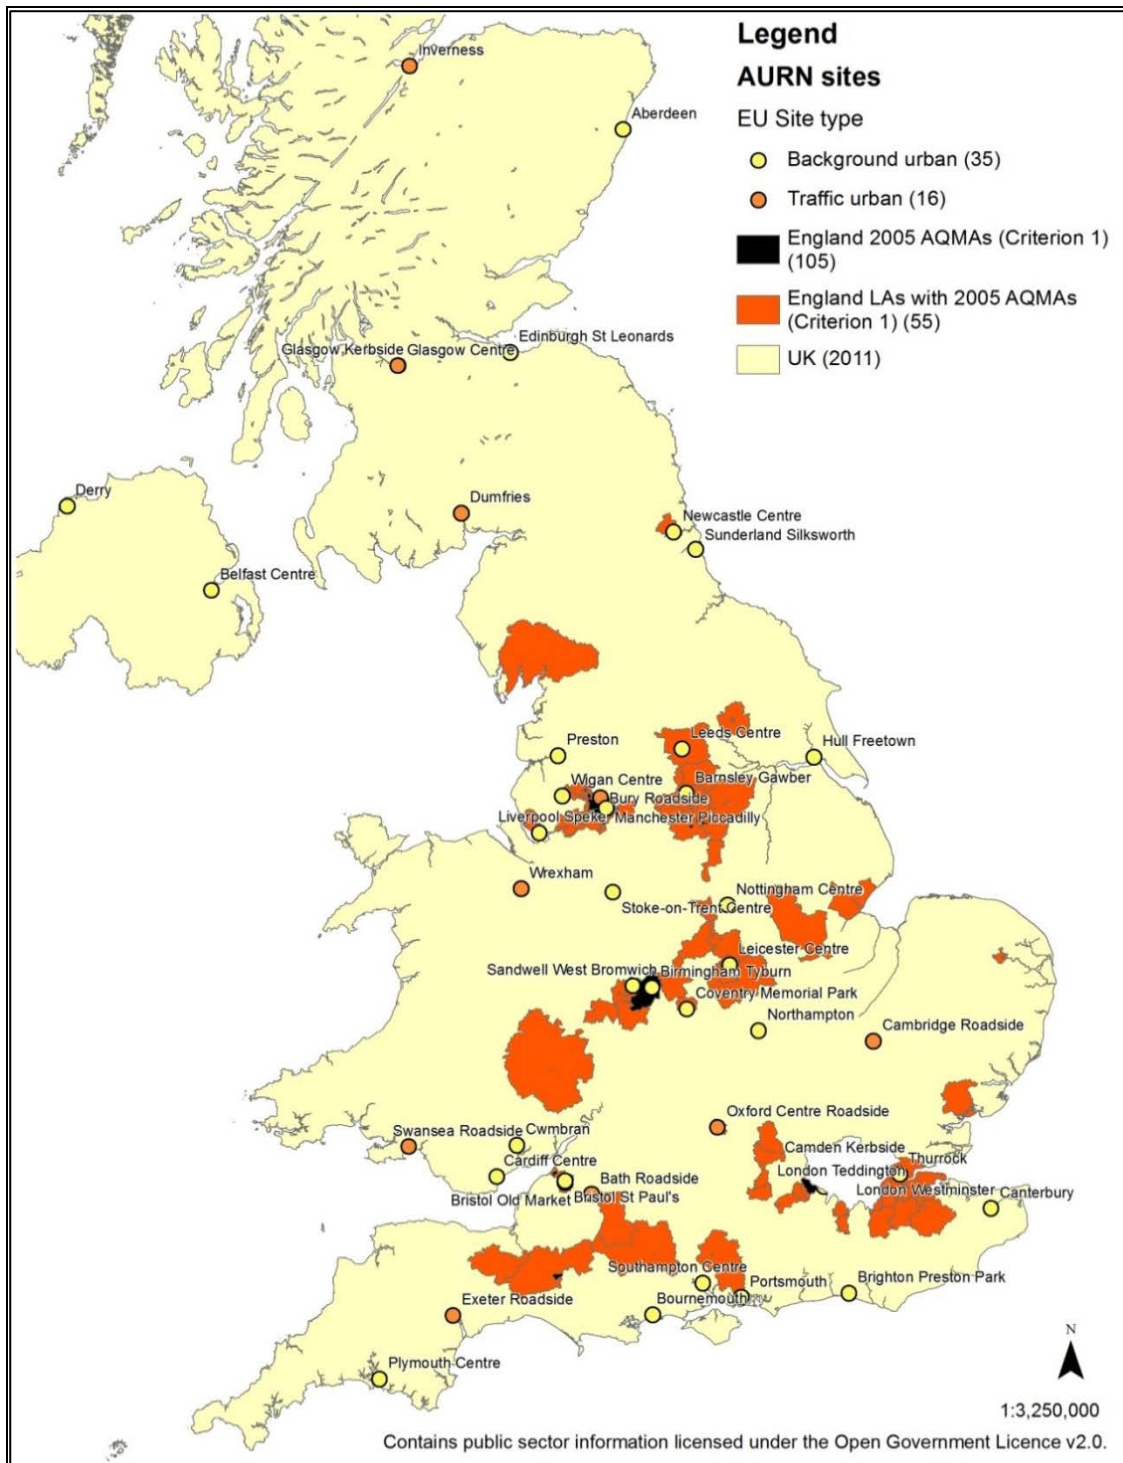 Legend
AURN sites
EU Site type
Background urban (35)
Traffic urban (16)
England 2005 AQMAs (Criterion 1)
(105)
England LAs with 2005 AQMAs
(Criterion 1) (55)
UK (2011)
Inverness
Aberdeen
Edinburgh St Leonards
Glasgow Kerbside
Glasgow Centre
Derry
Dumfries
Newcastle Centre
Sunderland Silksworth
Belfast Centre
Leeds Centre
Preston
Hull Freetown
Wigan Centre
Barnsley Gawber
Bury Roadside
Liverpool Speke
Manchester Piccadilly
Wrexham
Nottingham Centre
Stoke-on-Trent Centre
Leicester Centre
Sandwell West Bromwich
Birmingham Tyburn
Coventry Memorial Park
Northampton
Cambridge Roadside
Oxford Centre Roadside
Swansea Roadside
Cwmbran
Camden Kerbside
Cardiff Centre
Thurrock
London Teddington
Bath Roadside
London Westminster
Canterbury
Bristol Old Market
Bristol St Paul's
Southampton Centre
Portsmouth
Brighton Preston Park
Exeter Roadside
Bournemouth
Plymouth Centre
N
1:3,250,000
Contains public sector information licensed under the Open Government Licence v2.0.